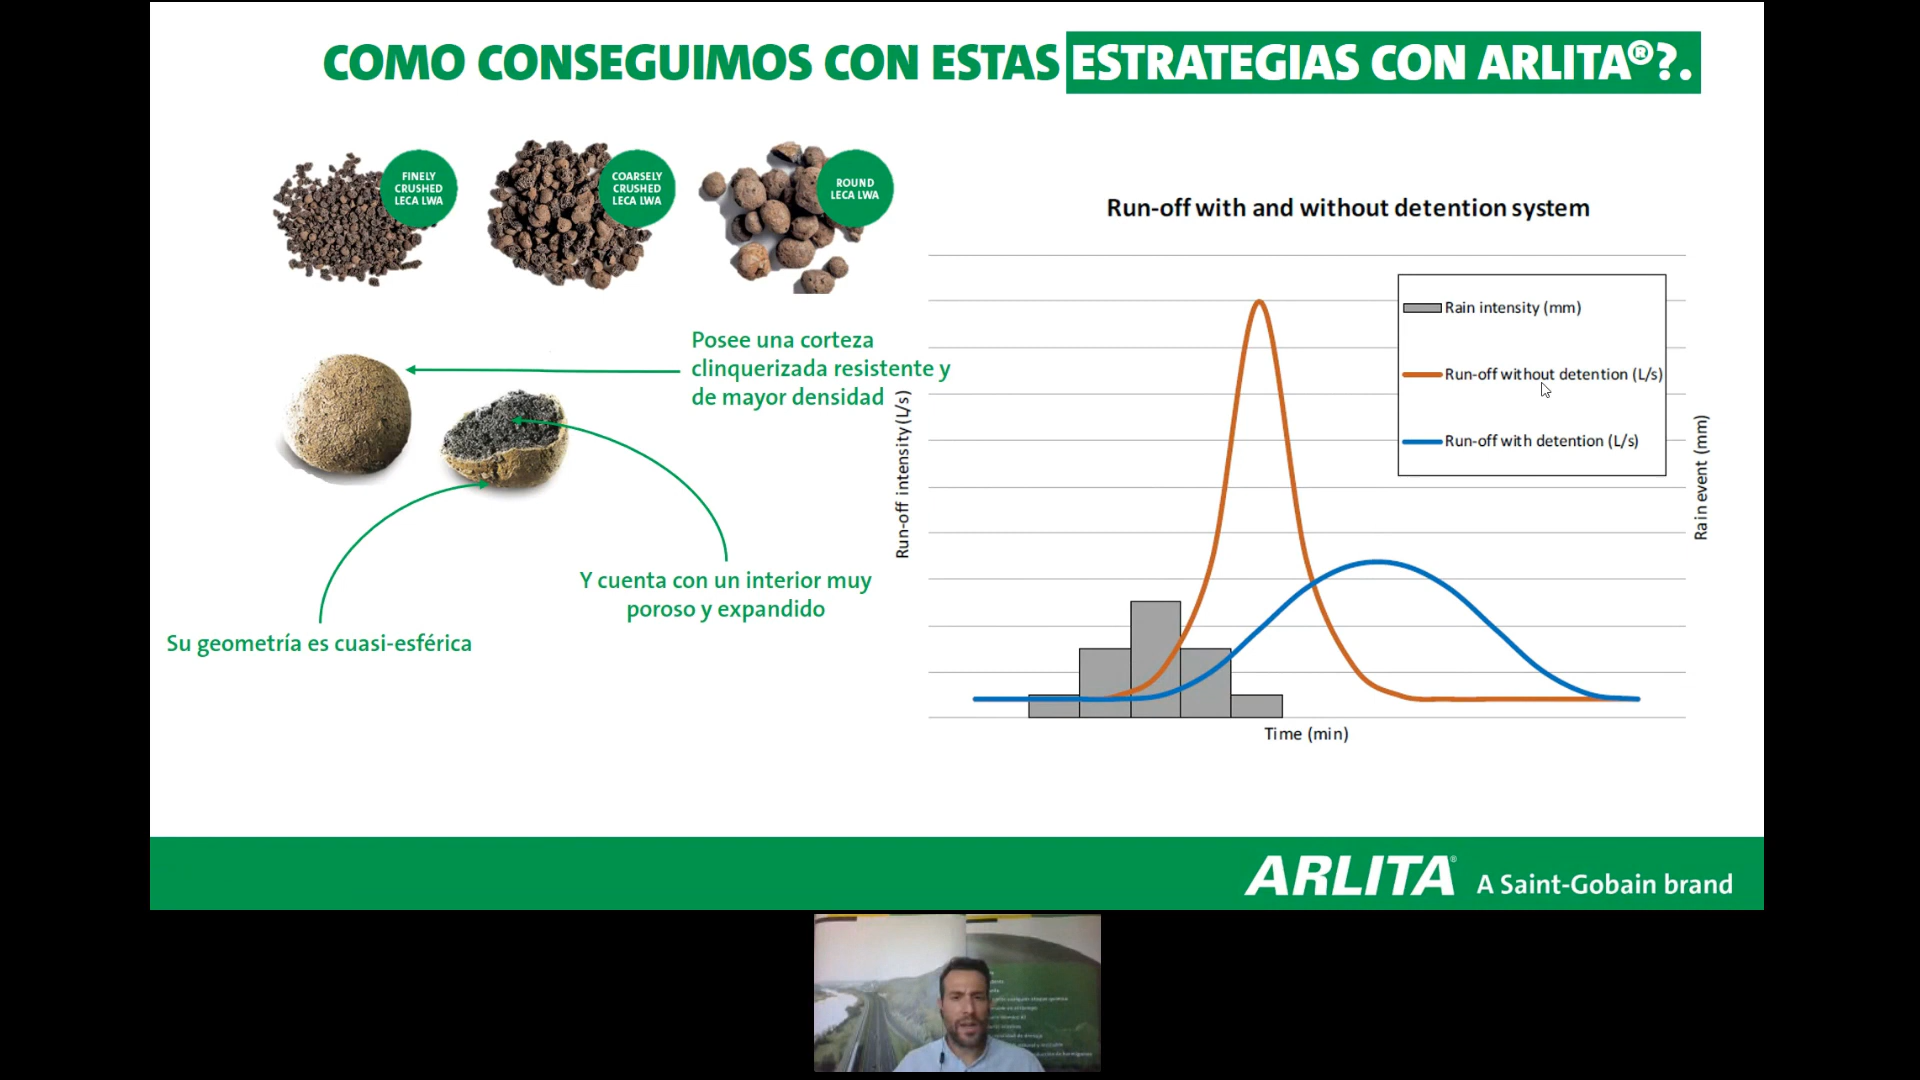 COMO CONSEGUIMOS CON ESTAS ESTRATEGIAS CON ARLITA®?.
FINELY
CRUSHED
LECA LWA
COARSELY
CRUSHED
LECA LWA
ROUND
LECA LWA
Posee una corteza
clinquerizada resistente y
de mayor densidad
Y cuenta con un interior muy
poroso y expandido
Su geometría es cuasi-esférica
Run-off with and without detention system
Rain intensity (mm)
Run-off without detention (L/s)
Run-off with detention (L/s)
Run-off intensity (L/s)
Rain event (mm)
Time (min)
ARLITA® A Saint-Gobain brand